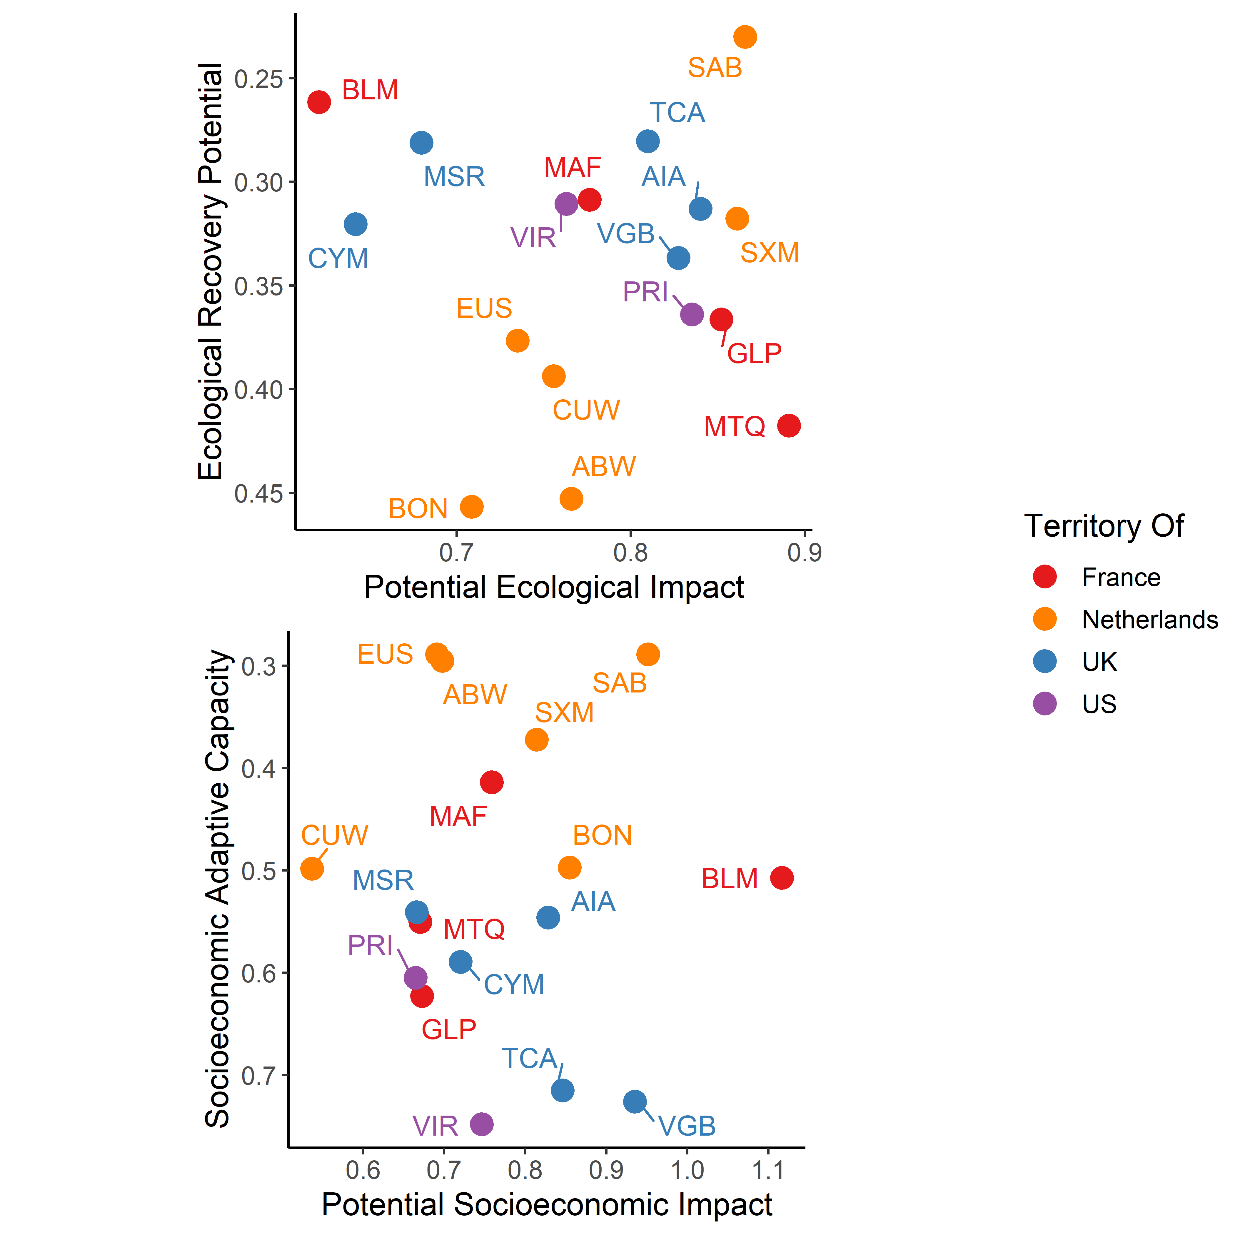 Ecological Recovery Potential
0.25
0.30
0.35
0.40
0.45
SAB
BLM
TCA
MSR
MAF
AIA
VIR
VGB
SXM
CYM
PRI
EUS
GLP
CUW
MTQ
ABW
BON
0.7 0.8 0.9
Potential Ecological Impact
Territory Of
France
Netherlands
UK
US
Socioeconomic Adaptive Capacity
0.3
0.4
0.5
0.6
0.7
EUS
SAB
ABW
SXM
MAF
CUW
BON
MSR
BLM
AIA
MTQ
PRI
CYM
GLP
TCA
VIR
VGB
0.6 0.7 0.8 0.9 1.0 1.1
Potential Socioeconomic Impact